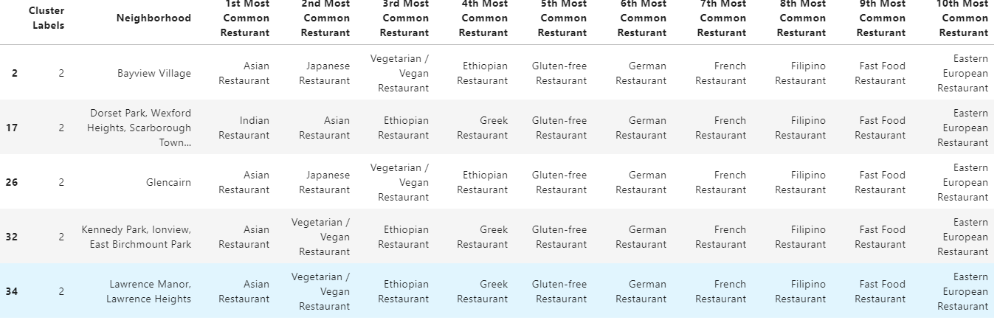 Cluster Labels Neighborhood 1st Most Common Resturant 2nd Most Common Resturant 3rd Most Common Resturant 4th Most Common Resturant 5th Most Common Resturant 6th Most Common Resturant 7th Most Common Resturant 8th Most Common Resturant 9th Most Common Resturant 10th Most Common Resturant
2 2 Bayview Village Asian Restaurant Japanese Restaurant Vegetarian / Vegan Restaurant Ethiopian Restaurant Gluten-free Restaurant German Restaurant French Restaurant Filipino Restaurant Fast Food Restaurant Eastern European Restaurant
17 2 Dorset Park, Wexford Heights, Scarborough Town... Indian Restaurant Asian Restaurant Ethiopian Restaurant Greek Restaurant Gluten-free Restaurant German Restaurant French Restaurant Filipino Restaurant Fast Food Restaurant Eastern European Restaurant
26 2 Glencairn Asian Restaurant Japanese Restaurant Vegetarian / Vegan Restaurant Ethiopian Restaurant Gluten-free Restaurant German Restaurant French Restaurant Filipino Restaurant Fast Food Restaurant Eastern European Restaurant
32 2 Kennedy Park, Ionview, East Birchmount Park Asian Restaurant Vegetarian / Vegan Restaurant Ethiopian Restaurant Greek Restaurant Gluten-free Restaurant German Restaurant French Restaurant Filipino Restaurant Fast Food Restaurant Eastern European Restaurant
34 2 Lawrence Manor, Lawrence Heights Asian Restaurant Vegetarian / Vegan Restaurant Ethiopian Restaurant Greek Restaurant Gluten-free Restaurant German Restaurant French Restaurant Filipino Restaurant Fast Food Restaurant Eastern European Restaurant